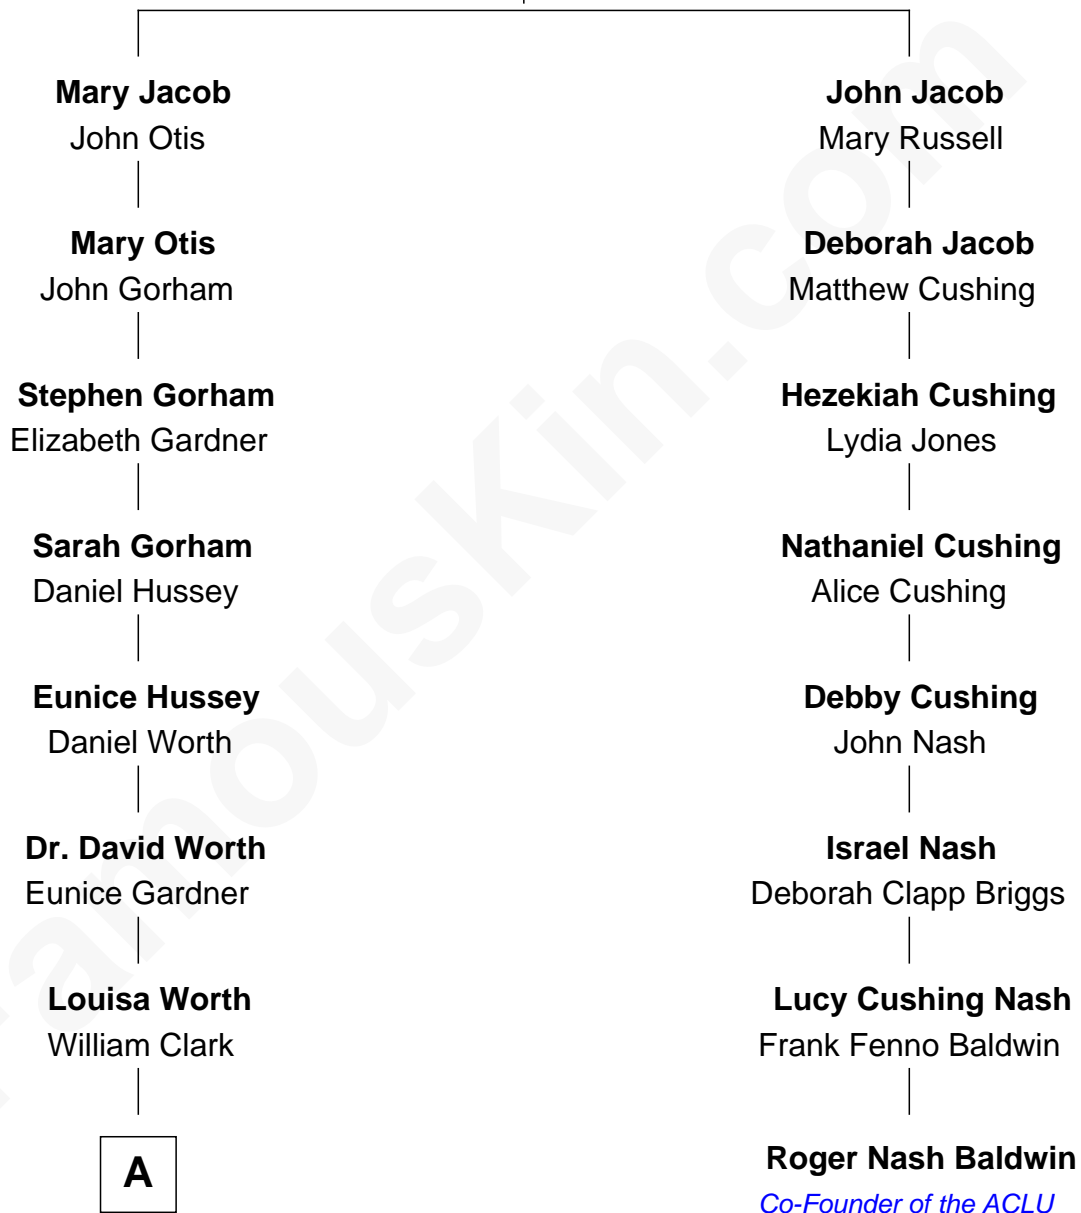 Mary Jacob
John Otis
Mary Otis
John Gorham
Stephen Gorham
Elizabeth Gardner
Sarah Gorham
Daniel Hussey
Eunice Hussey
Daniel Worth
Dr. David Worth
Eunice Gardner
Louisa Worth
William Clark
A
John Jacob
Mary Russell
Deborah Jacob
Matthew Cushing
Hezekiah Cushing
Lydia Jones
Nathaniel Cushing
Alice Cushing
Debby Cushing
John Nash
Israel Nash
Deborah Clapp Briggs
Lucy Cushing Nash
Frank Fenno Baldwin
Roger Nash Baldwin
Co-Founder of the ACLU
FamousKin.com